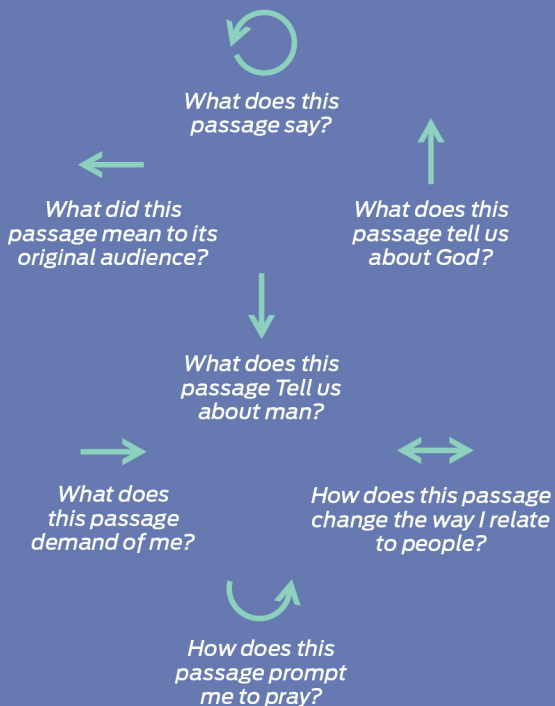 What does this
passage say?
What did this
passage mean to its
original audience?
What does this
passage tell us
about God?
What does this
passage Tell us
about man?
What does
this passage
demand of me?
How does this passage
change the way I relate
to people?
How does this
passage prompt
me to pray?